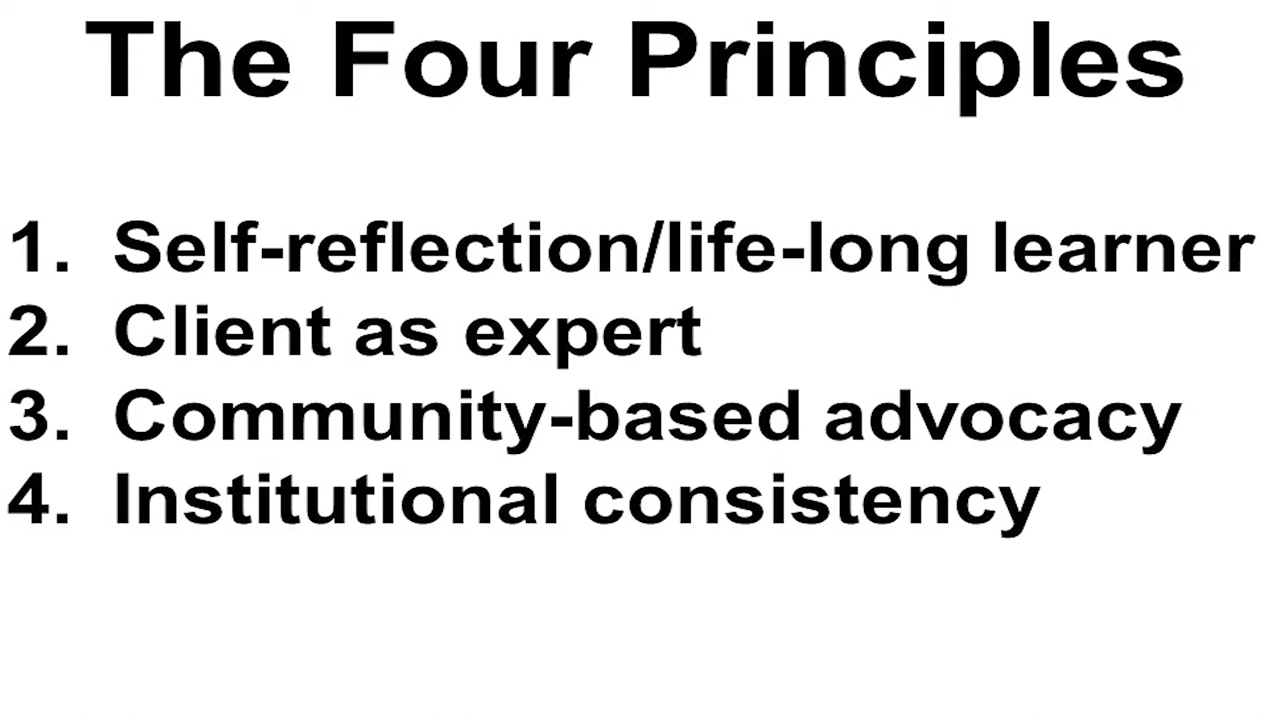 The Four Principles
1. Self-reflection/life-long learner
2. Client as expert
3. Community-based advocacy
4. Institutional consistency